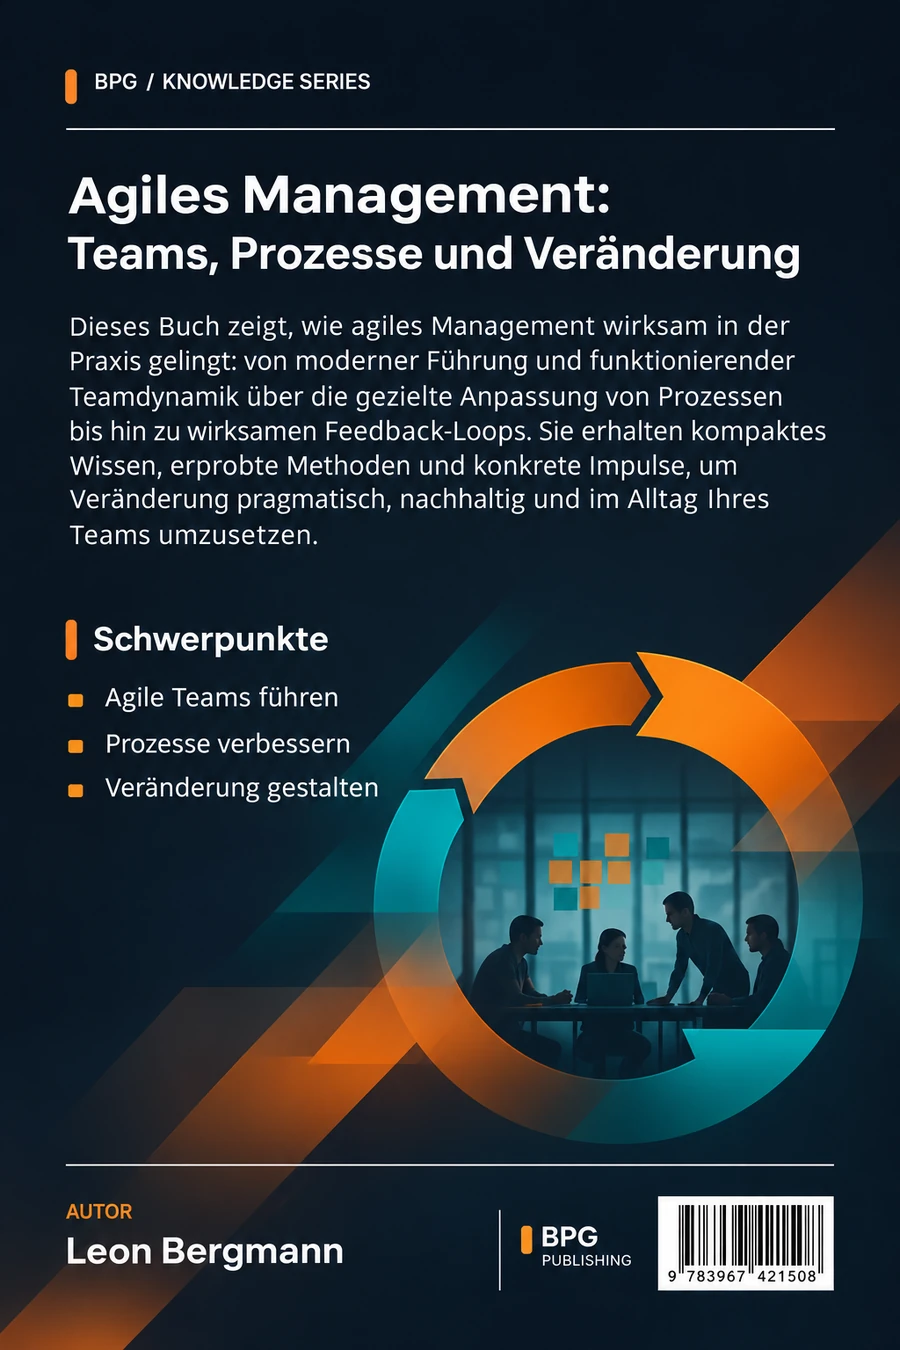 BPG / KNOWLEDGE SERIES
Agiles Management:
Teams, Prozesse und Veränderung
Dieses Buch zeigt, wie agiles Management wirksam in der
Praxis gelingt: von moderner Führung und funktionierender
Teamdynamik über die gezielte Anpassung von Prozessen
bis hin zu wirksamen Feedback-Loops. Sie erhalten kompaktes
Wissen, erprobte Methoden und konkrete Impulse, um
Veränderung pragmatisch, nachhaltig und im Alltag Ihres
Teams umzusetzen.
Schwerpunkte
Agile Teams führen
Prozesse verbessern
Veränderung gestalten
AUTOR
Leon Bergmann
BPG
PUBLISHING
9 783967 421508